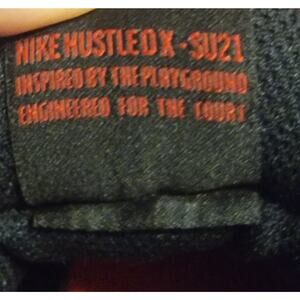 NIKE HUSTLE D X - SU21
INSPIRED BY THE PLAYGROUND
ENGINEERED FOR THE COURT